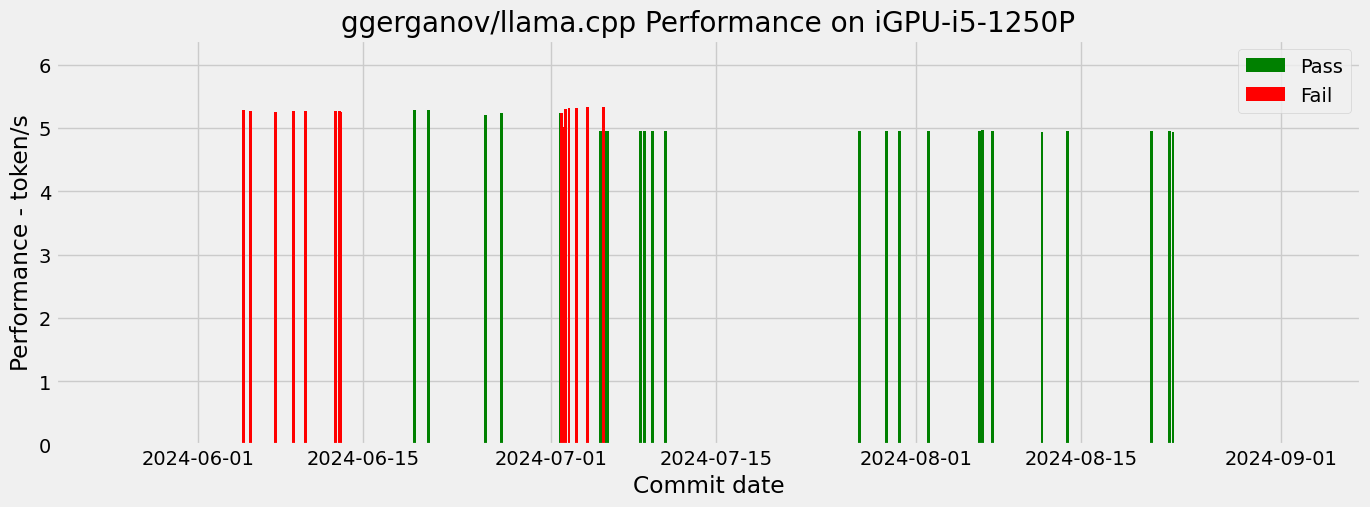 ggerganov/llama.cpp Performance on iGPU-i5-1250P
Pass
Fail
Performance - token/s
6
5
4
3
2
1
0
2024-06-01 2024-06-15 2024-07-01 2024-07-15 2024-08-01 2024-08-15 2024-09-01
Commit date